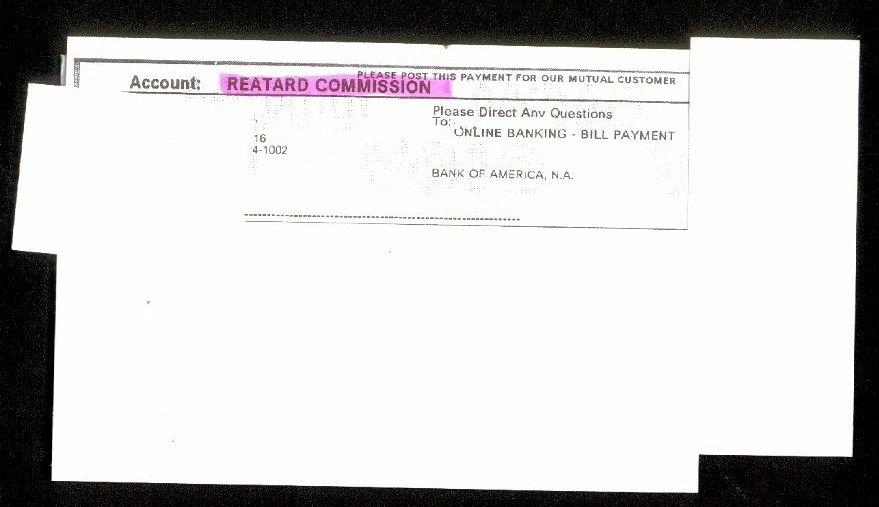 PLEASE POST THIS PAYMENT FOR OUR MUTUAL CUSTOMER
Account: REATARD COMMISSION
Please Direct Any Questions
To:
ONLINE BANKING - BILL PAYMENT
16
4-1002
BANK OF AMERICA, N.A.